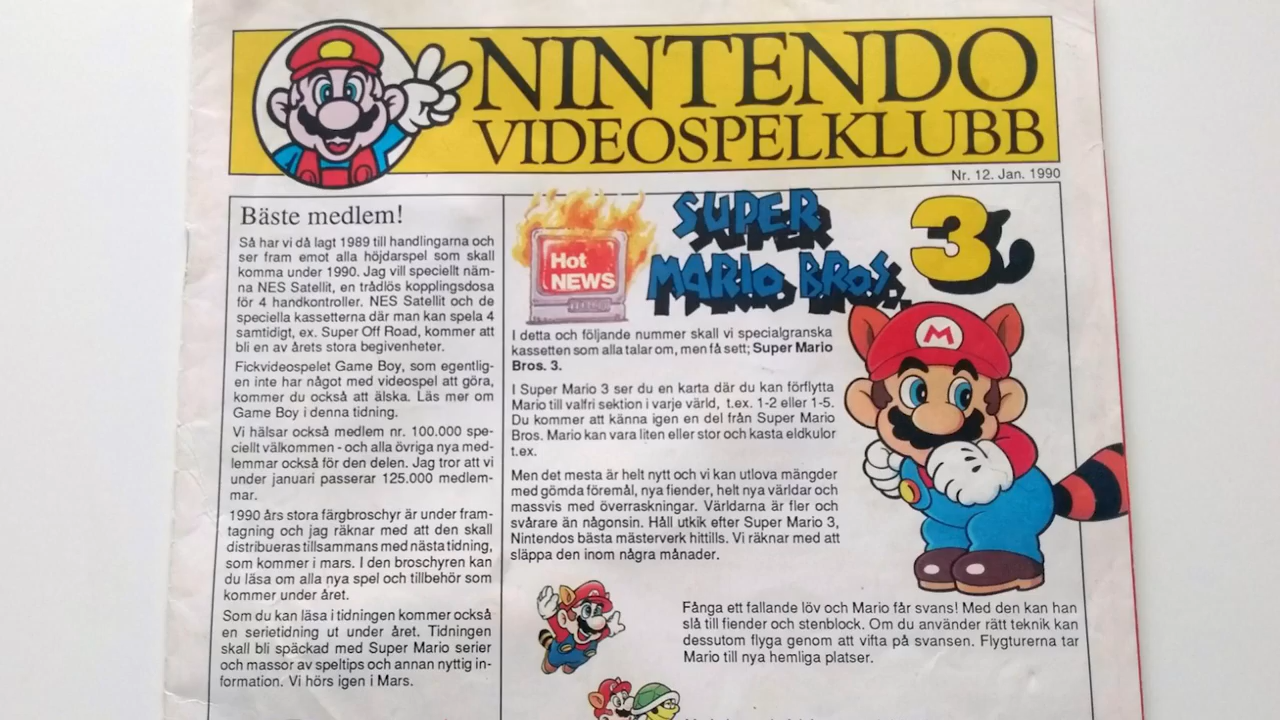 NINTENDO
VIDEOSPELKLUBB
Nr. 12. Jan. 1990
Bäste medlem!
Så har vi då lagt 1989 till handlingarna och
ser fram emot alla höjdarspel som skall
komma under 1990. Jag vill speciellt näm-
na NES Satellit, en trådlös kopplingsdosa
för 4 handkontroller. NES Satellit och de
speciella kassetterna där man kan spela 4
samtidigt, ex. Super Off Road, kommer att
bli en av årets stora begivenheter.
Fickvideospelet Game Boy, som egentlig-
en inte har något med videospel att göra,
kommer du också att älska. Läs mer om
Game Boy i denna tidning.
Vi hälsar också medlem nr. 100.000 spe-
ciellt välkommen - och alla övriga nya med-
lemmar också för den delen. Jag tror att vi
under januari passerar 125.000 medlem-
mar.
1990 års stora färgbroschyr är under fram-
tagning och jag räknar med att den skall
distribueras tillsammans med nästa tidning,
som kommer i mars. I den broschyren kan
du läsa om alla nya spel och tillbehör som
kommer under året.
Som du kan läsa i tidningen kommer också
en serietidning ut under året. Tidningen
skall bli späckad med Super Mario serier
och massor av speltips och annan nyttig in-
formation. Vi hörs igen i Mars.
Hot
NEWS
SUPER
MARIO BROS.
3
I detta och följande nummer skall vi specialgranska
kassetten som alla talar om, men få sett; Super Mario
Bros. 3.
I Super Mario 3 ser du en karta där du kan förflytta
Mario till valfri sektion i varje värld, t.ex. 1-2 eller 1-5.
Du kommer att känna igen en del från Super Mario
Bros. Mario kan vara liten eller stor och kasta eldkulor
t.ex.
Men det mesta är helt nytt och vi kan utlova mängder
med gömda föremål, nya fiender, helt nya världar och
massvis med överraskningar. Världarna är fler och
svårare än någonsin. Håll utkik efter Super Mario 3,
Nintendos bästa mästerverk hittills. Vi räknar med att
släppa den inom några månader.
M
Fånga ett fallande löv och Mario får svans! Med den kan han
slå till fiender och stenblock. Om du använder rätt teknik kan
dessutom flyga genom att vifta på svansen. Flygturerna tar
Mario till nya hemliga platser.